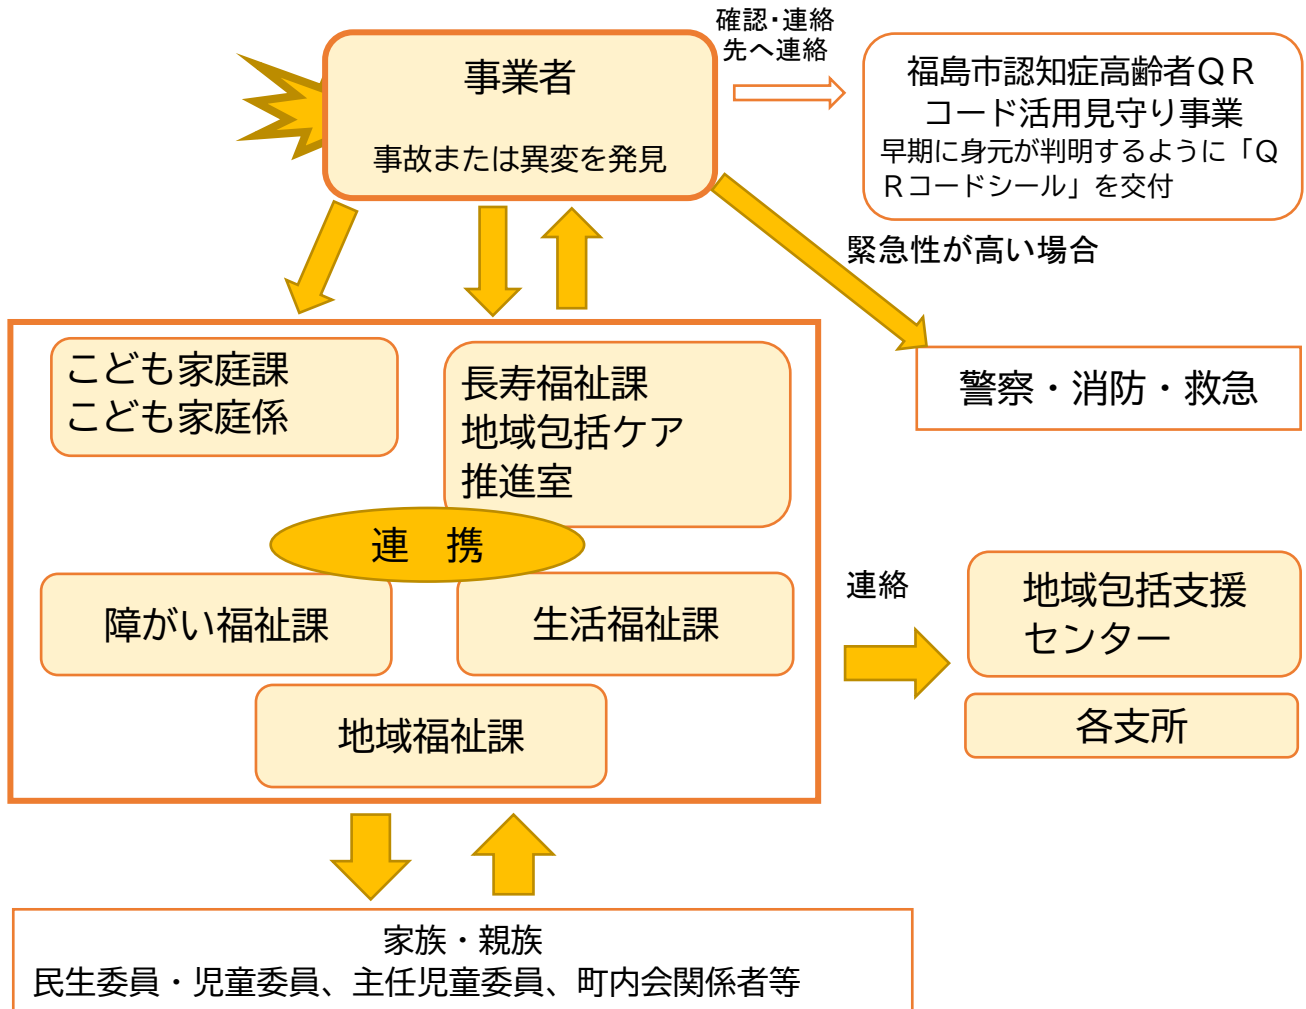 確認・連絡
先へ連絡
事業者
事故または異変を発見
福島市認知症高齢者ＱＲ
コード活用見守り事業
早期に身元が判明するように「Ｑ
Ｒコードシール」を交付
緊急性が高い場合
警察・消防・救急
こども家庭課
こども家庭係
長寿福祉課
地域包括ケア
推進室
連　携
障がい福祉課
生活福祉課
地域福祉課
連絡
地域包括支援
センター
各支所
家族・親族
民生委員・児童委員、主任児童委員、町内会関係者等